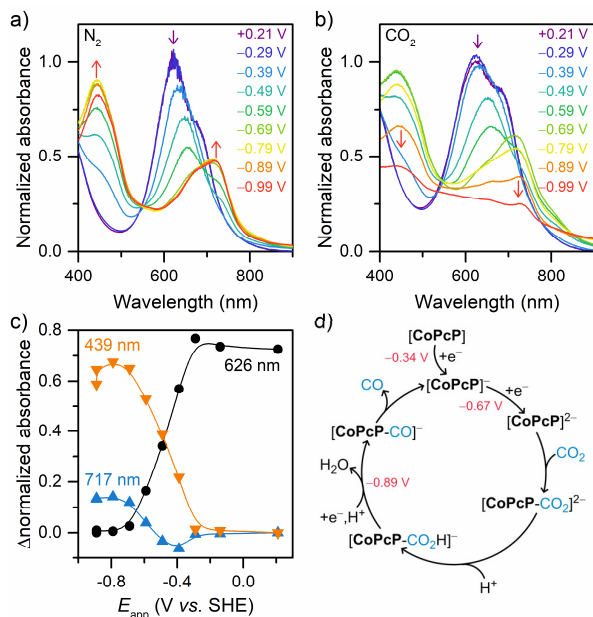 a)
N₂
+0.21 V
−0.29 V
−0.39 V
−0.49 V
−0.59 V
−0.69 V
−0.79 V
−0.89 V
−0.99 V
1.0
0.5
0.0
Normalized absorbance
400 600 800
Wavelength (nm)
b)
CO₂
+0.21 V
−0.29 V
−0.39 V
−0.49 V
−0.59 V
−0.69 V
−0.79 V
−0.89 V
−0.99 V
1.0
0.5
0.0
Normalized absorbance
400 600 800
Wavelength (nm)
c)
439 nm
626 nm
717 nm
0.8
0.6
0.4
0.2
0.0
Δnormalized absorbance
-0.8 -0.4 0.0
E_app (V vs. SHE)
d)
[CoPcP]
−0.34 V
+e⁻
[CoPcP]⁻
+e⁻
−0.67 V
[CoPcP]²⁻
CO₂
[CoPcP-CO₂]²⁻
H⁺
[CoPcP-CO₂H]⁻
+e⁻,H⁺
−0.89 V
H₂O
[CoPcP-CO]⁻
CO